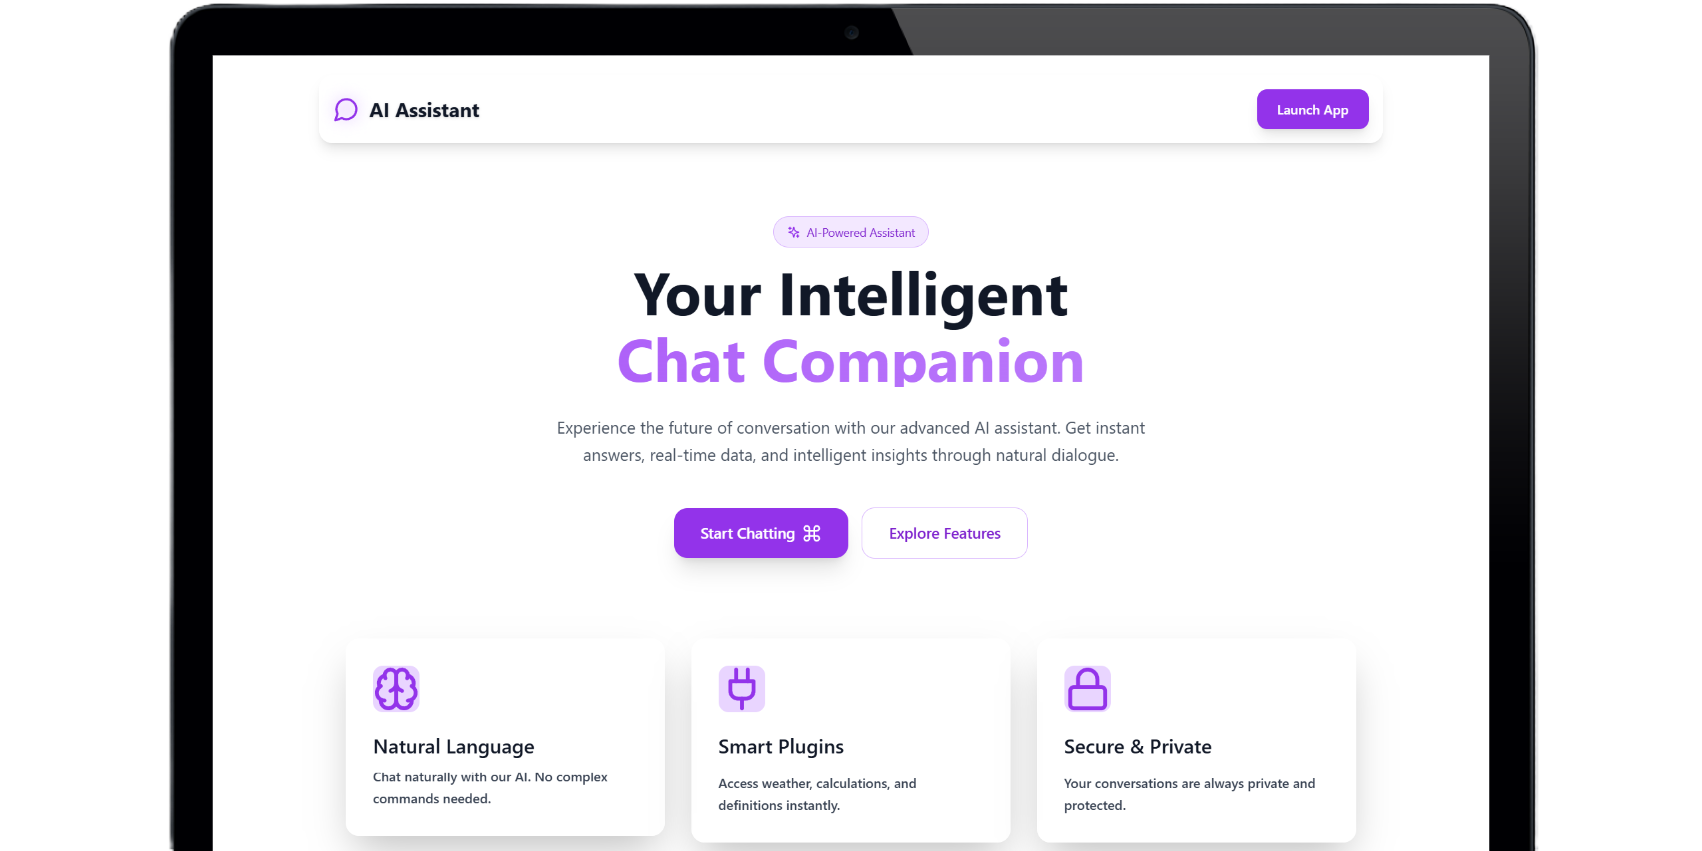 AI Assistant
Launch App
AI-Powered Assistant
Your Intelligent
Chat Companion
Experience the future of conversation with our advanced AI assistant. Get instant
answers, real-time data, and intelligent insights through natural dialogue.
Start Chatting
Explore Features
Natural Language
Chat naturally with our AI. No complex
commands needed.
Smart Plugins
Access weather, calculations, and
definitions instantly.
Secure & Private
Your conversations are always private and
protected.